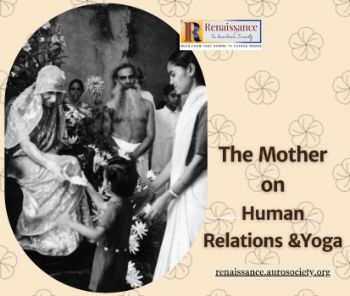 Renaissance
The Mother
on
Human
Relations &Yoga
renaissance.aurosociety.org